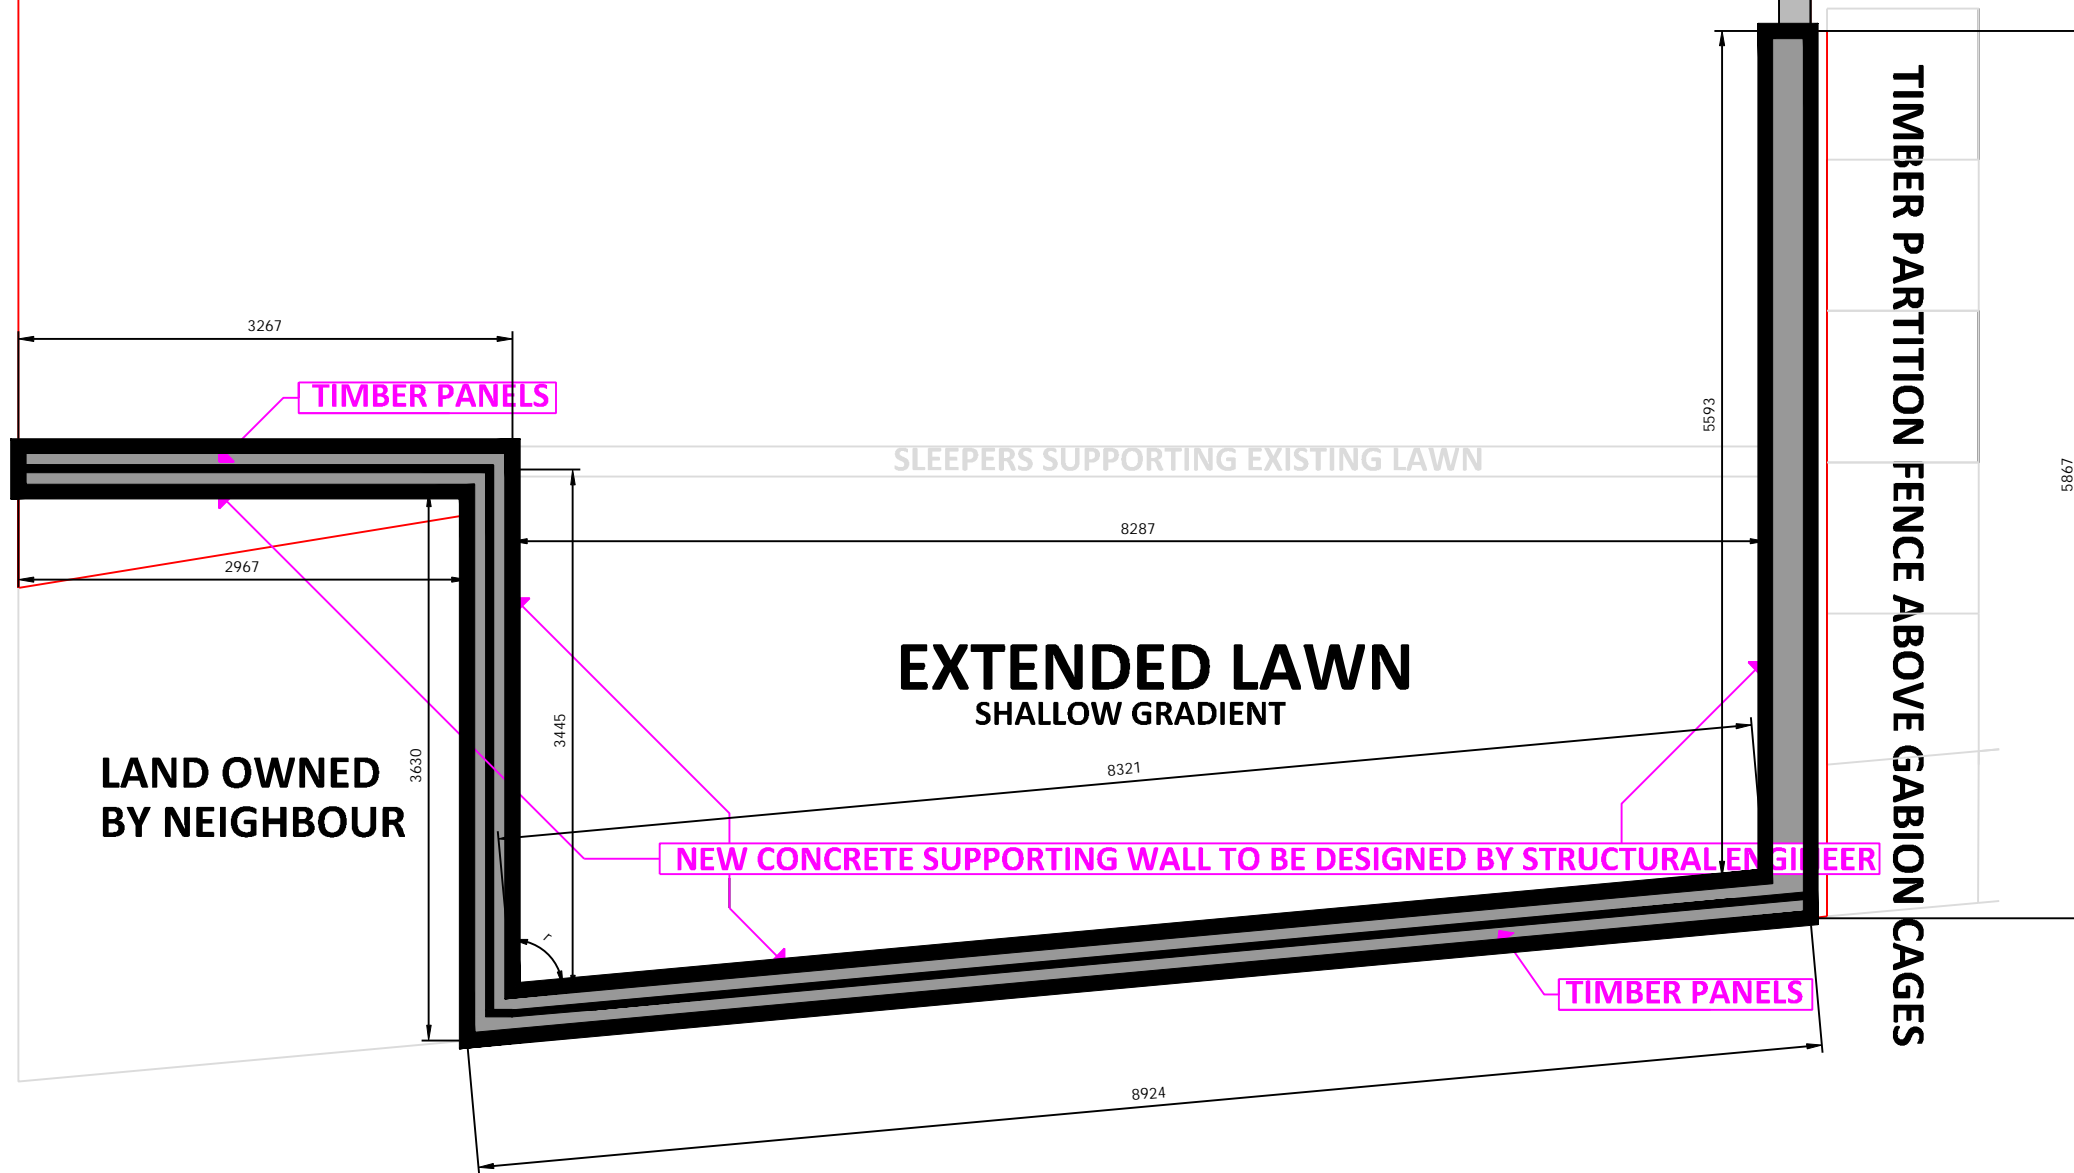 3267
TIMBER PANELS
SLEEPERS SUPPORTING EXISTING LAWN
5593
5867
8287
2967
EXTENDED LAWN
SHALLOW GRADIENT
3445
3630
LAND OWNED
BY NEIGHBOUR
8321
NEW CONCRETE SUPPORTING WALL TO BE DESIGNED BY STRUCTURAL ENGINEER
r
TIMBER PANELS
8924
TIMBER PARTITION FENCE ABOVE GABION CAGES